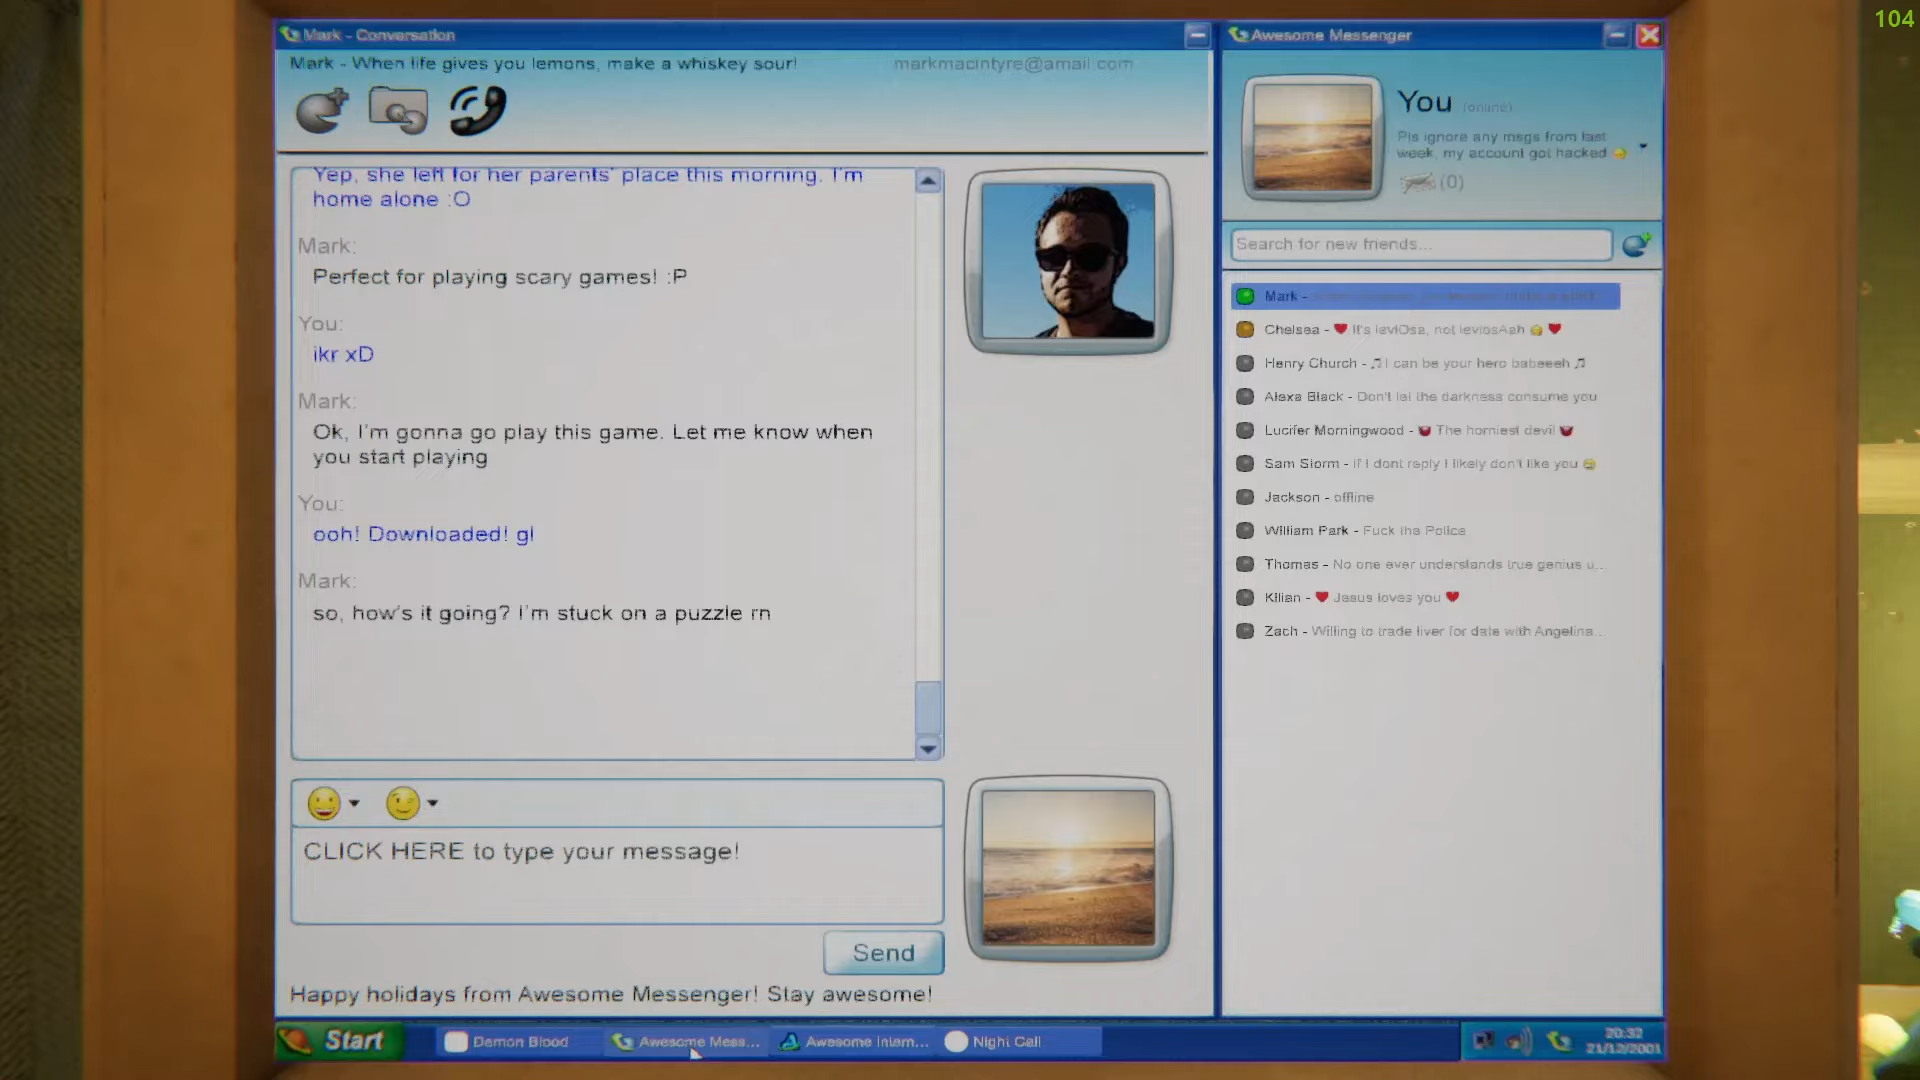 104
Mark - Conversation
Mark - When life gives you lemons, make a whiskey sour!
markmacintyre@amail.com
Yep, she left for her parents' place this morning. I'm
home alone :O
Mark:
Perfect for playing scary games! :P
You:
ikr xD
Mark:
Ok, I'm gonna go play this game. Let me know when
you start playing
You:
ooh! Downloaded! gl
Mark:
so, how's it going? I'm stuck on a puzzle rn
CLICK HERE to type your message!
Send
Happy holidays from Awesome Messenger! Stay awesome!
Awesome Messenger
You (online)
Pls ignore any msgs from last
week, my account got hacked
(0)
Search for new friends...
Mark -
Chelsea - ❤ It's leviOsa, not leviosAah ❤
Henry Church - ♫ I can be your hero babeeeh ♫
Alexa Black - Don't let the darkness consume you
Lucifer Morningwood - The horniest devil
Sam Storm - if I dont reply I likely don't like you
Jackson - offline
William Park - Fuck tha Police
Thomas - No one ever understands true genius u...
Kilian - ❤ Jesus loves you ❤
Zach - Willing to trade liver for date with Angelina...
Start
Demon Blood
Awesome Mess...
Awesome Intern...
Night Call
20:32
21/12/2001